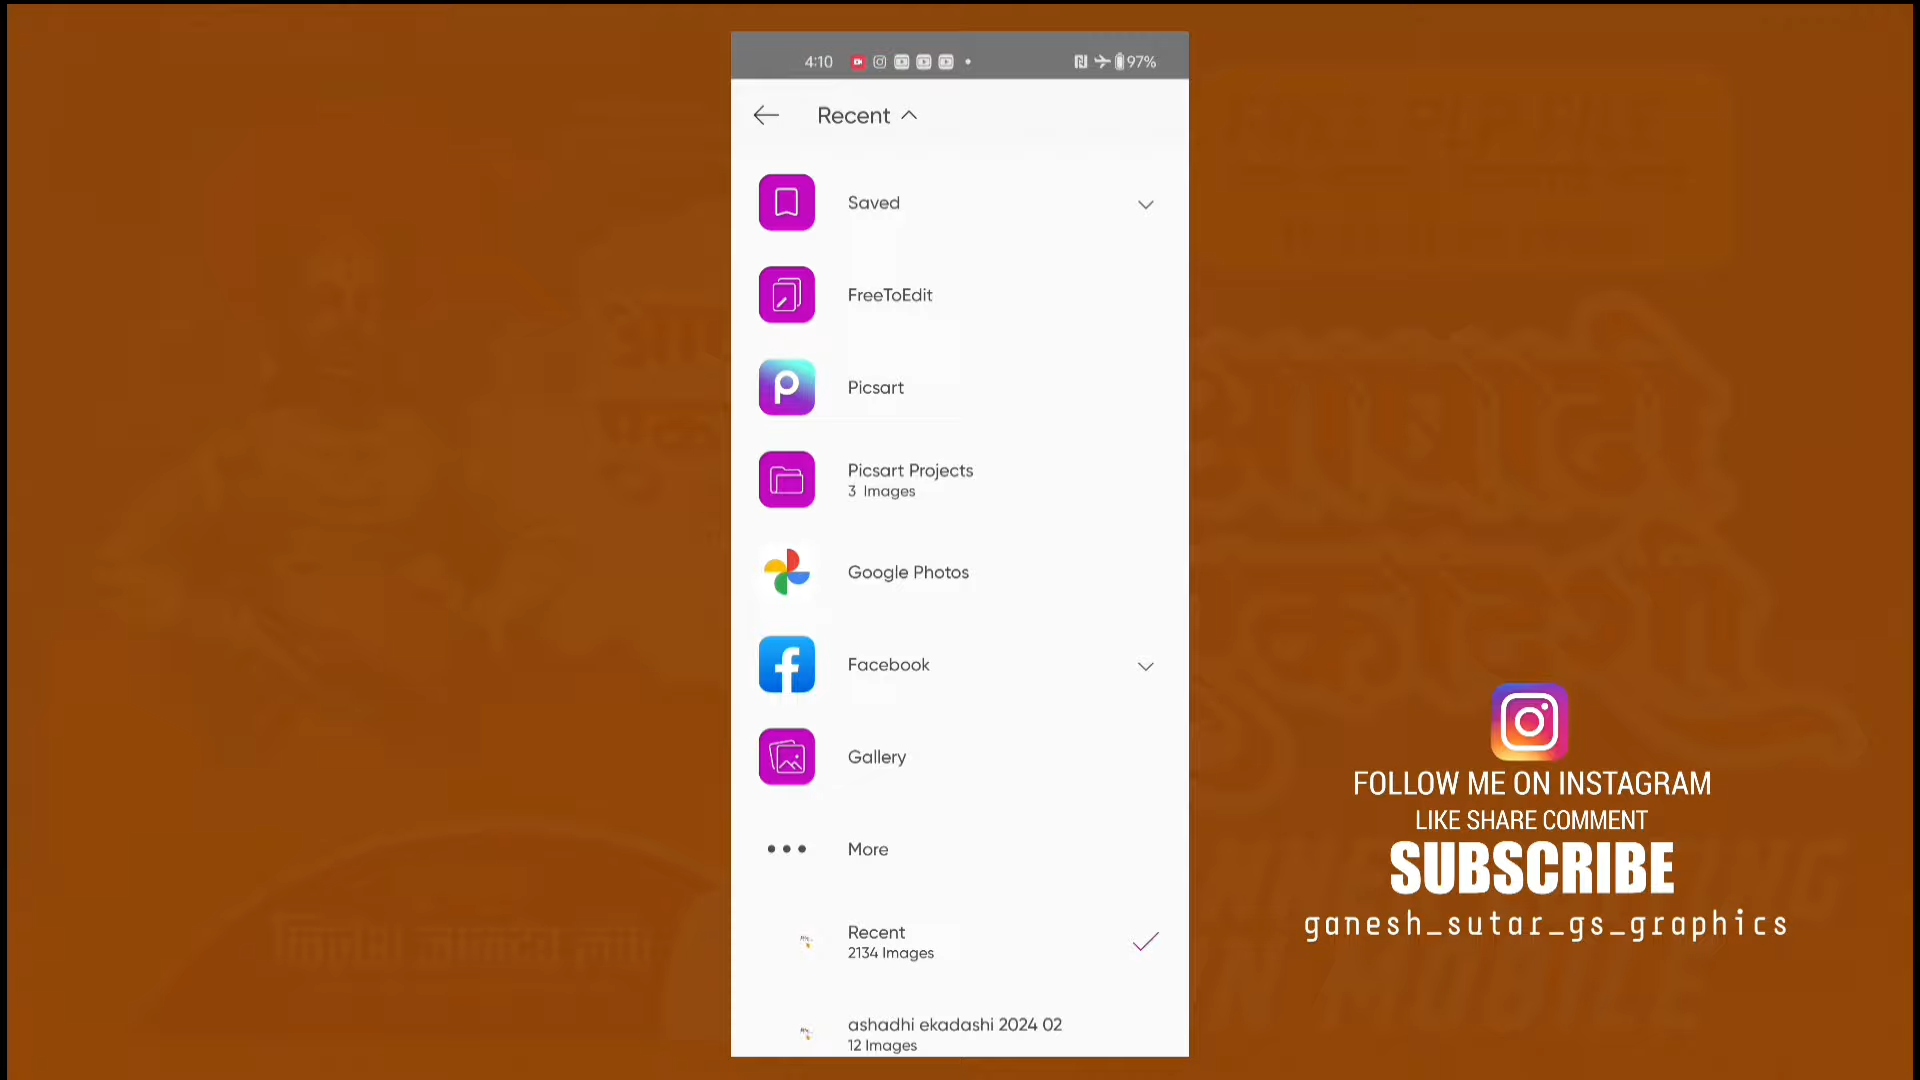 4:10
97%
Recent
Saved
FreeToEdit
Picsart
Picsart Projects
3 Images
Google Photos
Facebook
Gallery
More
Recent
2134 Images
ashadhi ekadashi 2024 02
12 Images
FOLLOW ME ON INSTAGRAM
LIKE SHARE COMMENT
SUBSCRIBE
ganesh_sutar_gs_graphics